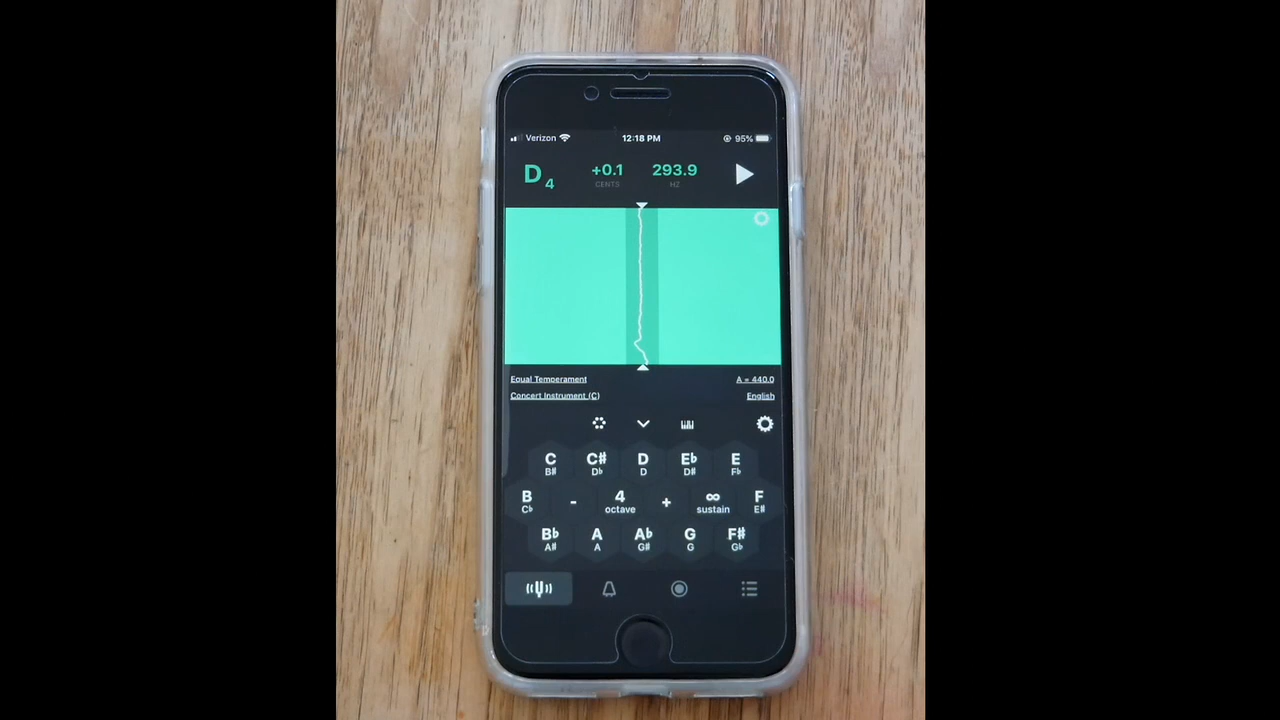 Verizon 12:18 PM 95%
D4 +0.1 293.9
CENTS HZ
Equal Temperament A = 440.0
Concert Instrument (C) English
C C# D E♭ E
B# D♭ D D# F♭
B - 4 + ∞ F
C♭ octave sustain E#
B♭ A A♭ G F#
A# A G# G G♭